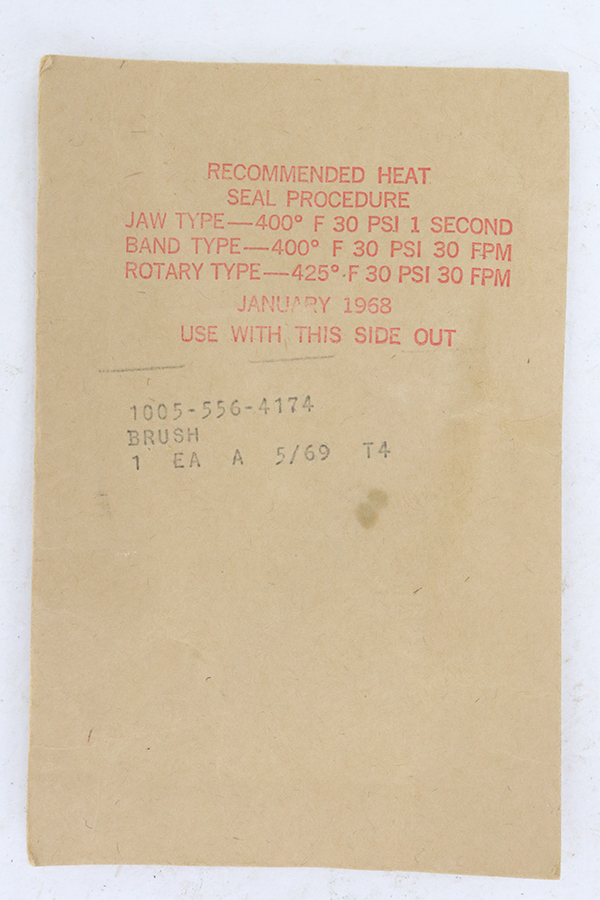 RECOMMENDED HEAT
SEAL PROCEDURE
JAW TYPE—400° F 30 PSI 1 SECOND
BAND TYPE—400° F 30 PSI 30 FPM
ROTARY TYPE—425° F 30 PSI 30 FPM
JANUARY 1968
USE WITH THIS SIDE OUT
1005-556-4174
BRUSH
1 EA A 5/69 T4